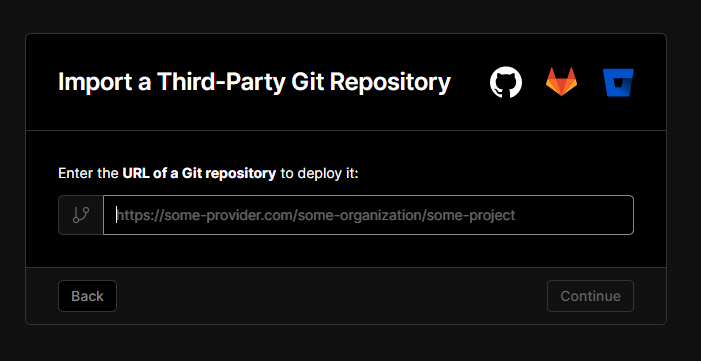 Import a Third-Party Git Repository
Enter the URL of a Git repository to deploy it:
https://some-provider.com/some-organization/some-project
Back
Continue